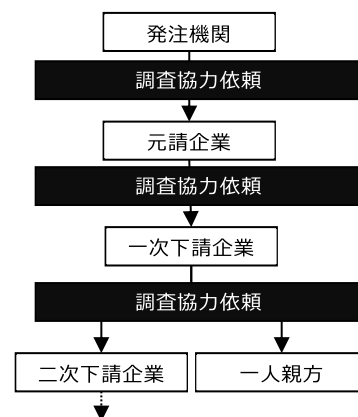 発注機関
調査協力依頼
元請企業
調査協力依頼
一次下請企業
調査協力依頼
二次下請企業
一人親方